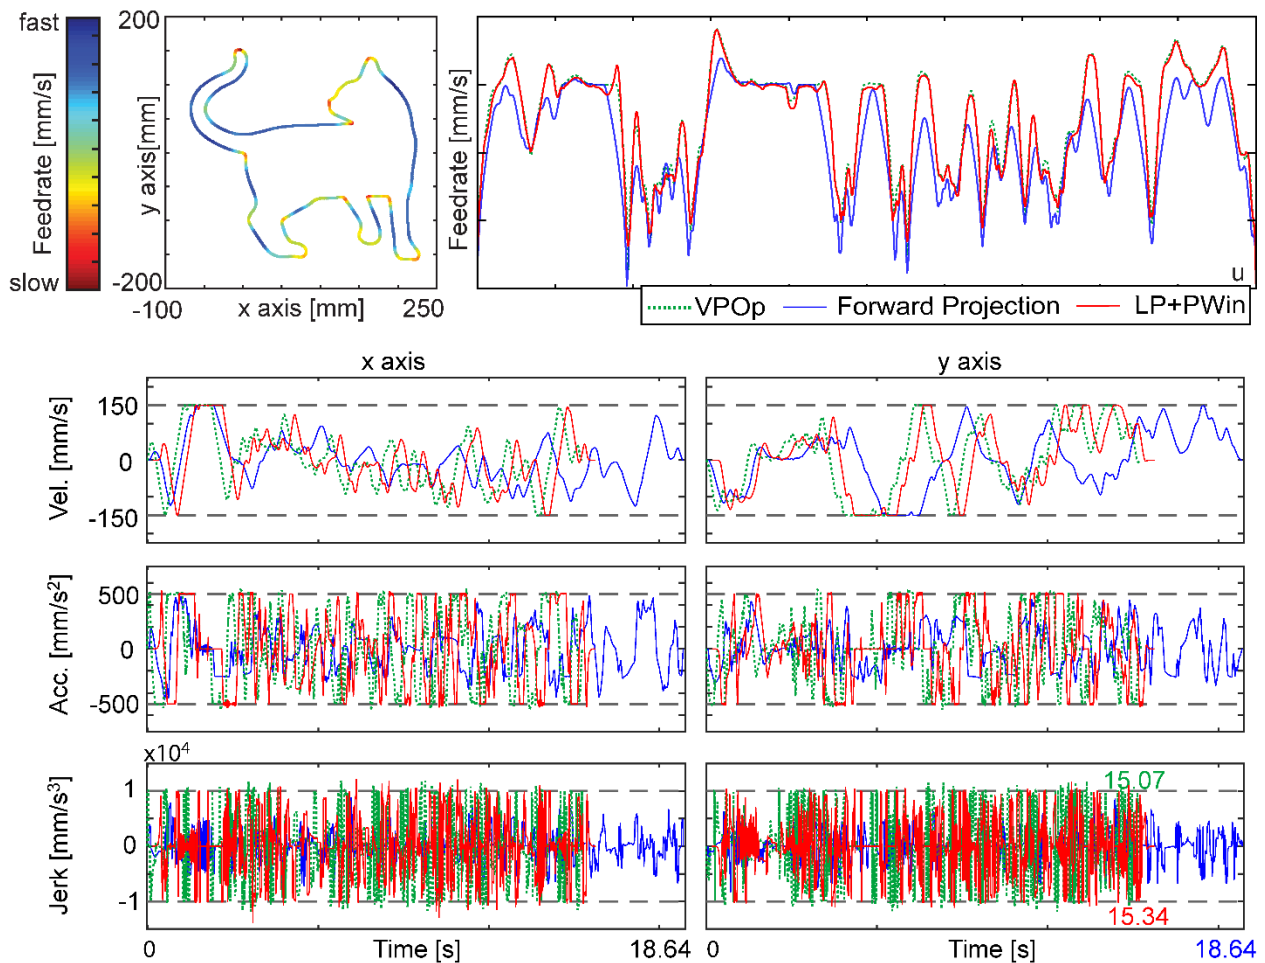 fast
Feedrate [mm/s]
slow
200
y axis[mm]
-200
-100
x axis [mm]
250
Feedrate [mm/s]
u
VPOp
Forward Projection
LP+PWin
x axis
y axis
Vel. [mm/s]
150
0
-150
Acc. [mm/s²]
500
0
-500
x10⁴
Jerk [mm/s³]
1
0
-1
15.07
15.34
0
Time [s]
18.64
0
Time [s]
18.64